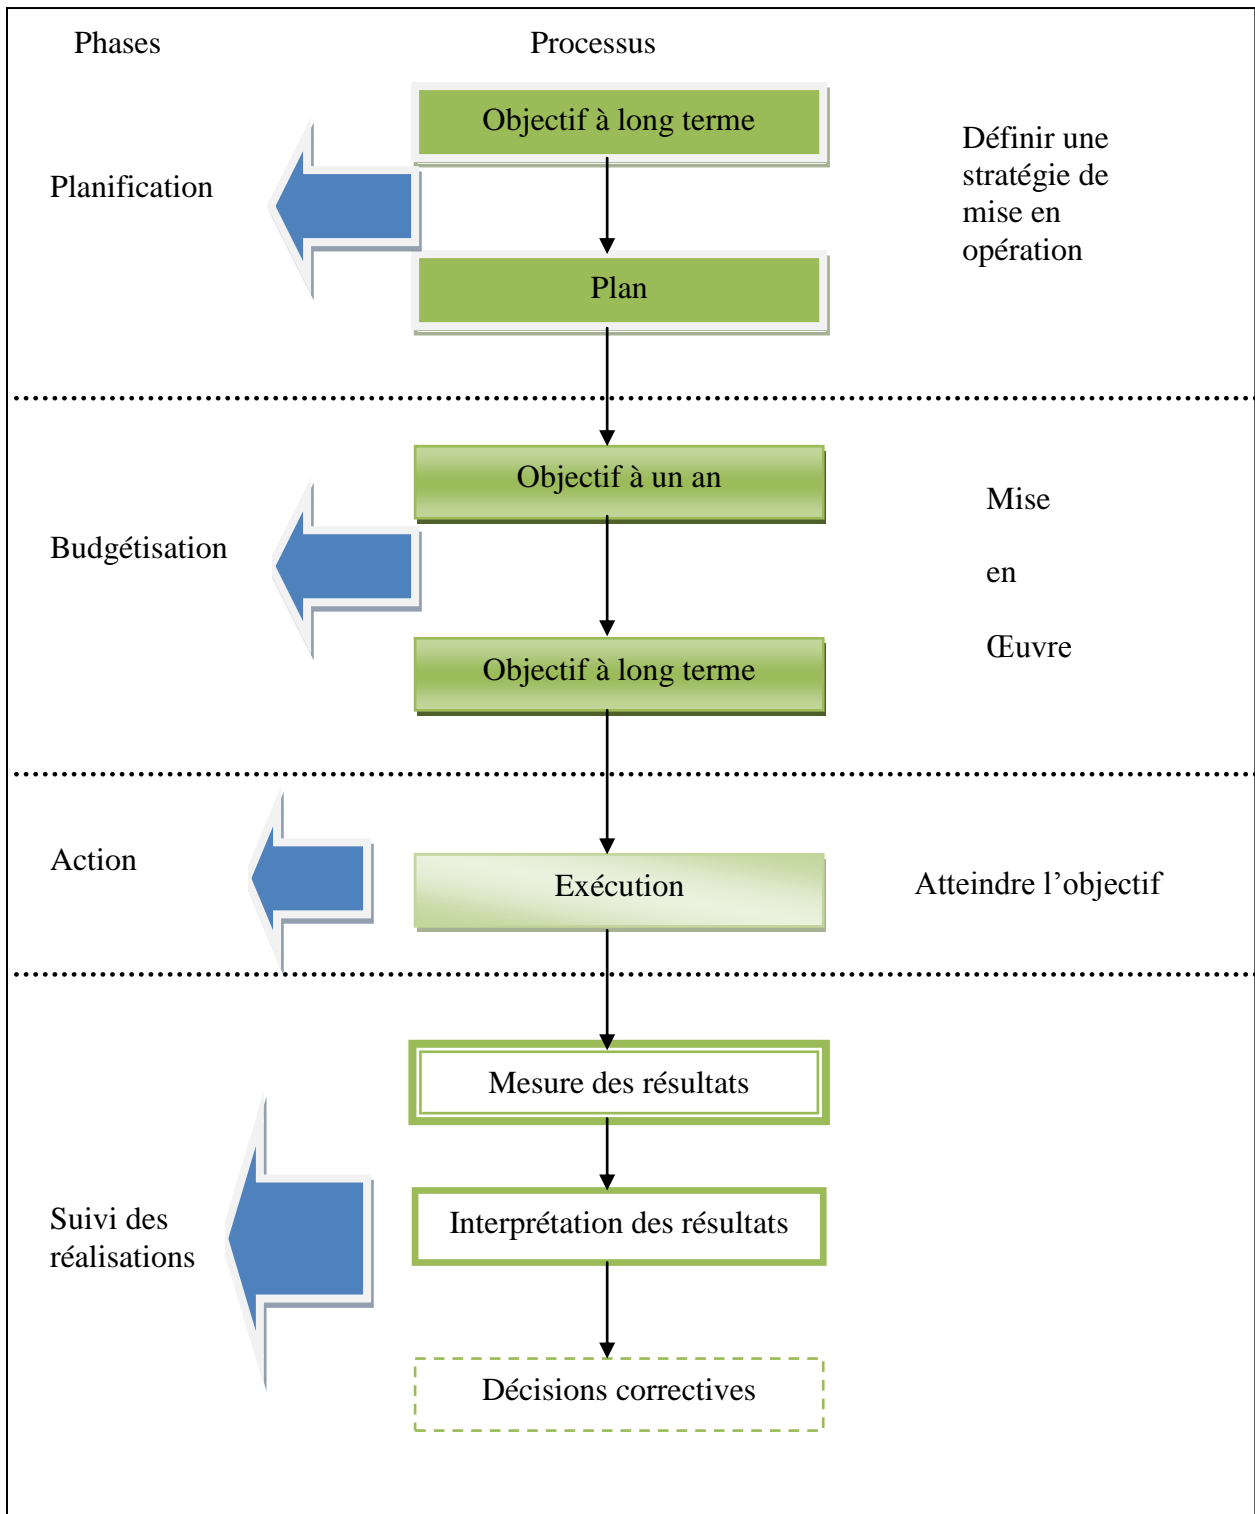 Phases
Processus
Objectif à long terme
Définir une
stratégie de
mise en
opération
Planification
Plan
Objectif à un an
Mise
en
Œuvre
Budgétisation
Objectif à long terme
Action
Exécution
Atteindre l’objectif
Mesure des résultats
Suivi des
réalisations
Interprétation des résultats
Décisions correctives